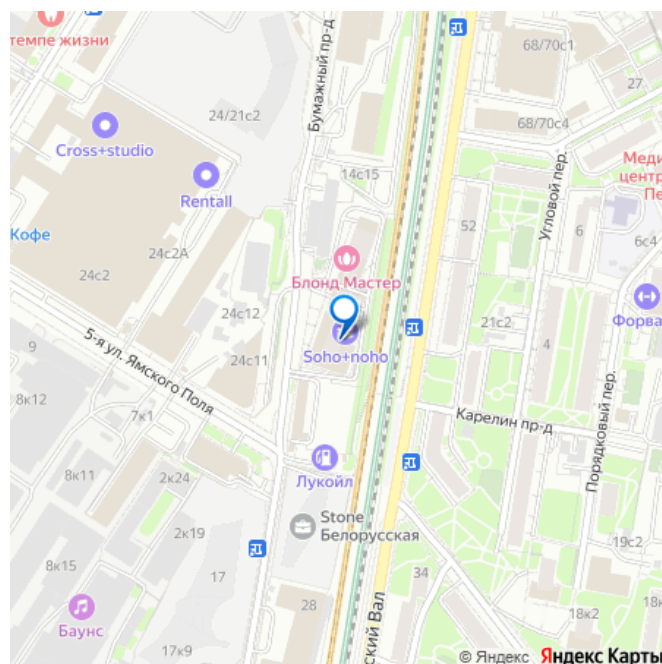 темпе жизни
68/70с1
27
Бумажный пр-д
24/21с2
68/70с4
Cross+studio
14с15
Меди
центр
Пе
Rentall
Угловой пер.
52
6
6с4
Кофе
24с2А
24с2
Блонд Мастер
24с12
21с2
Форва
5-я ул. Ямского Поля
9
Soho+noho
4
24с11
8к12
7к1
Карелин пр-д
Порядковый пер.
8к11
2к24
Лукойл
Stone
Белорусская
2к19
19с2
8к15
17
34
28
18к2
Баунс
ский Вал
17к9
© Яндекс Яндекс Карты